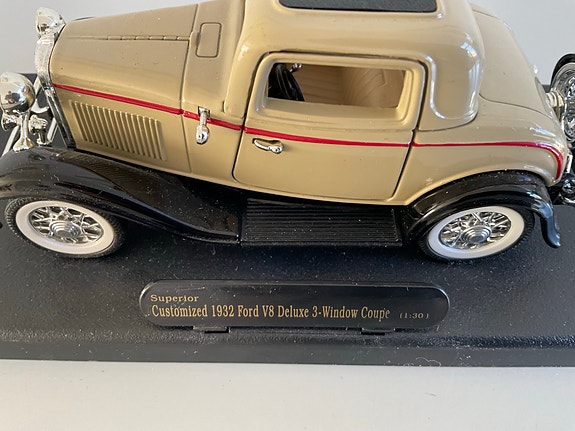 Superior
Customized 1932 Ford V8 Deluxe 3-Window Coupe (1:30)